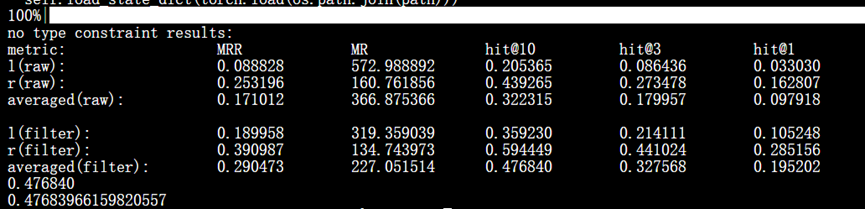 self.load_state_dict(torch.load(os.path.join(path)))
100%|
no type constraint results:
metric: MRR MR hit@10 hit@3 hit@1
l(raw): 0.088828 572.988892 0.205365 0.086436 0.033030
r(raw): 0.253196 160.761856 0.439265 0.273478 0.162807
averaged(raw): 0.171012 366.875366 0.322315 0.179957 0.097918
l(filter): 0.189958 319.359039 0.359230 0.214111 0.105248
r(filter): 0.390987 134.743973 0.594449 0.441024 0.285156
averaged(filter): 0.290473 227.051514 0.476840 0.327568 0.195202
0.476840
0.47683966159820557